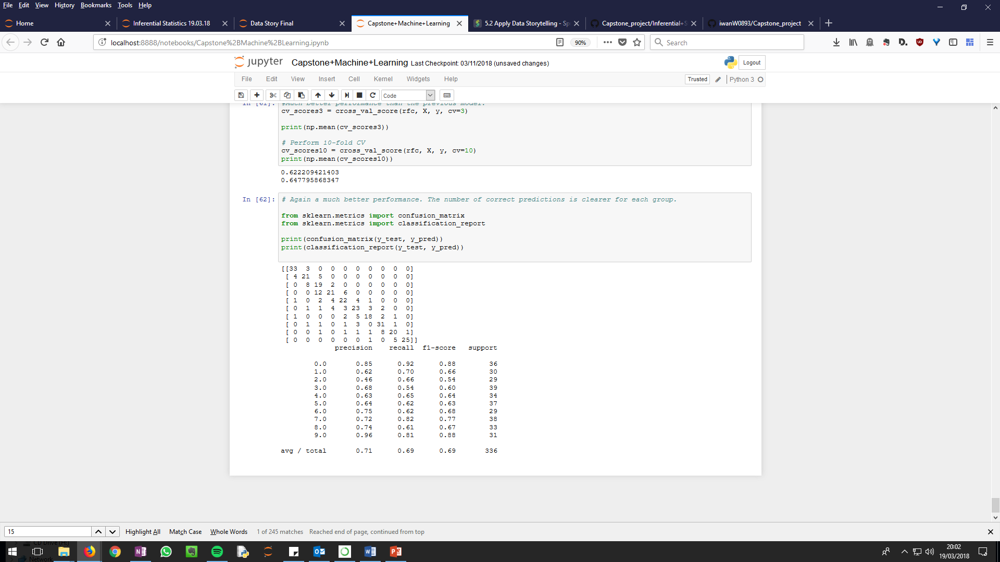 File Edit View History Bookmarks Tools Help
Home
Inferential Statistics 19.03.18
Data Story Final
Capstone+Machine+Learning
5.2 Apply Data Storytelling - Sp
Capstone_project/Inferential+S
iwanW0893/Capstone_project
localhost:8888/notebooks/Capstone%2BMachine%2BLearning.ipynb
90%
Search
jupyter Capstone+Machine+Learning Last Checkpoint: 03/11/2018 (unsaved changes)
Logout
File Edit View Insert Cell Kernel Widgets Help
Trusted
Python 3
Code
In [61]: #Much better performance than the previous model.
cv_scores3 = cross_val_score(rfc, X, y, cv=3)
print(np.mean(cv_scores3))
# Perform 10-fold CV
cv_scores10 = cross_val_score(rfc, X, y, cv=10)
print(np.mean(cv_scores10))
0.622209421403
0.647795868347
In [62]: # Again a much better performance. The number of correct predictions is clearer for each group.
from sklearn.metrics import confusion_matrix
from sklearn.metrics import classification_report
print(confusion_matrix(y_test, y_pred))
print(classification_report(y_test, y_pred))
[[33 3 0 0 0 0 0 0 0 0]
[ 4 21 5 0 0 0 0 0 0 0]
[ 0 8 19 2 0 0 0 0 0 0]
[ 0 0 12 21 6 0 0 0 0 0]
[ 1 0 2 4 22 4 1 0 0 0]
[ 0 1 1 4 3 23 3 2 0 0]
[ 1 0 0 0 2 5 18 2 1 0]
[ 0 1 1 0 1 3 0 31 1 0]
[ 0 0 1 0 1 1 1 8 20 1]
[ 0 0 0 0 0 0 1 0 5 25]]
precision recall f1-score support
0.0 0.85 0.92 0.88 36
1.0 0.62 0.70 0.66 30
2.0 0.46 0.66 0.54 29
3.0 0.68 0.54 0.60 39
4.0 0.63 0.65 0.64 34
5.0 0.64 0.62 0.63 37
6.0 0.75 0.62 0.68 29
7.0 0.72 0.82 0.77 38
8.0 0.74 0.61 0.67 33
9.0 0.96 0.81 0.88 31
avg / total 0.71 0.69 0.69 336
15
Highlight All Match Case Whole Words 1 of 245 matches Reached end of page, continued from top
CD Drive (H:)
Network
20:02
19/03/2018